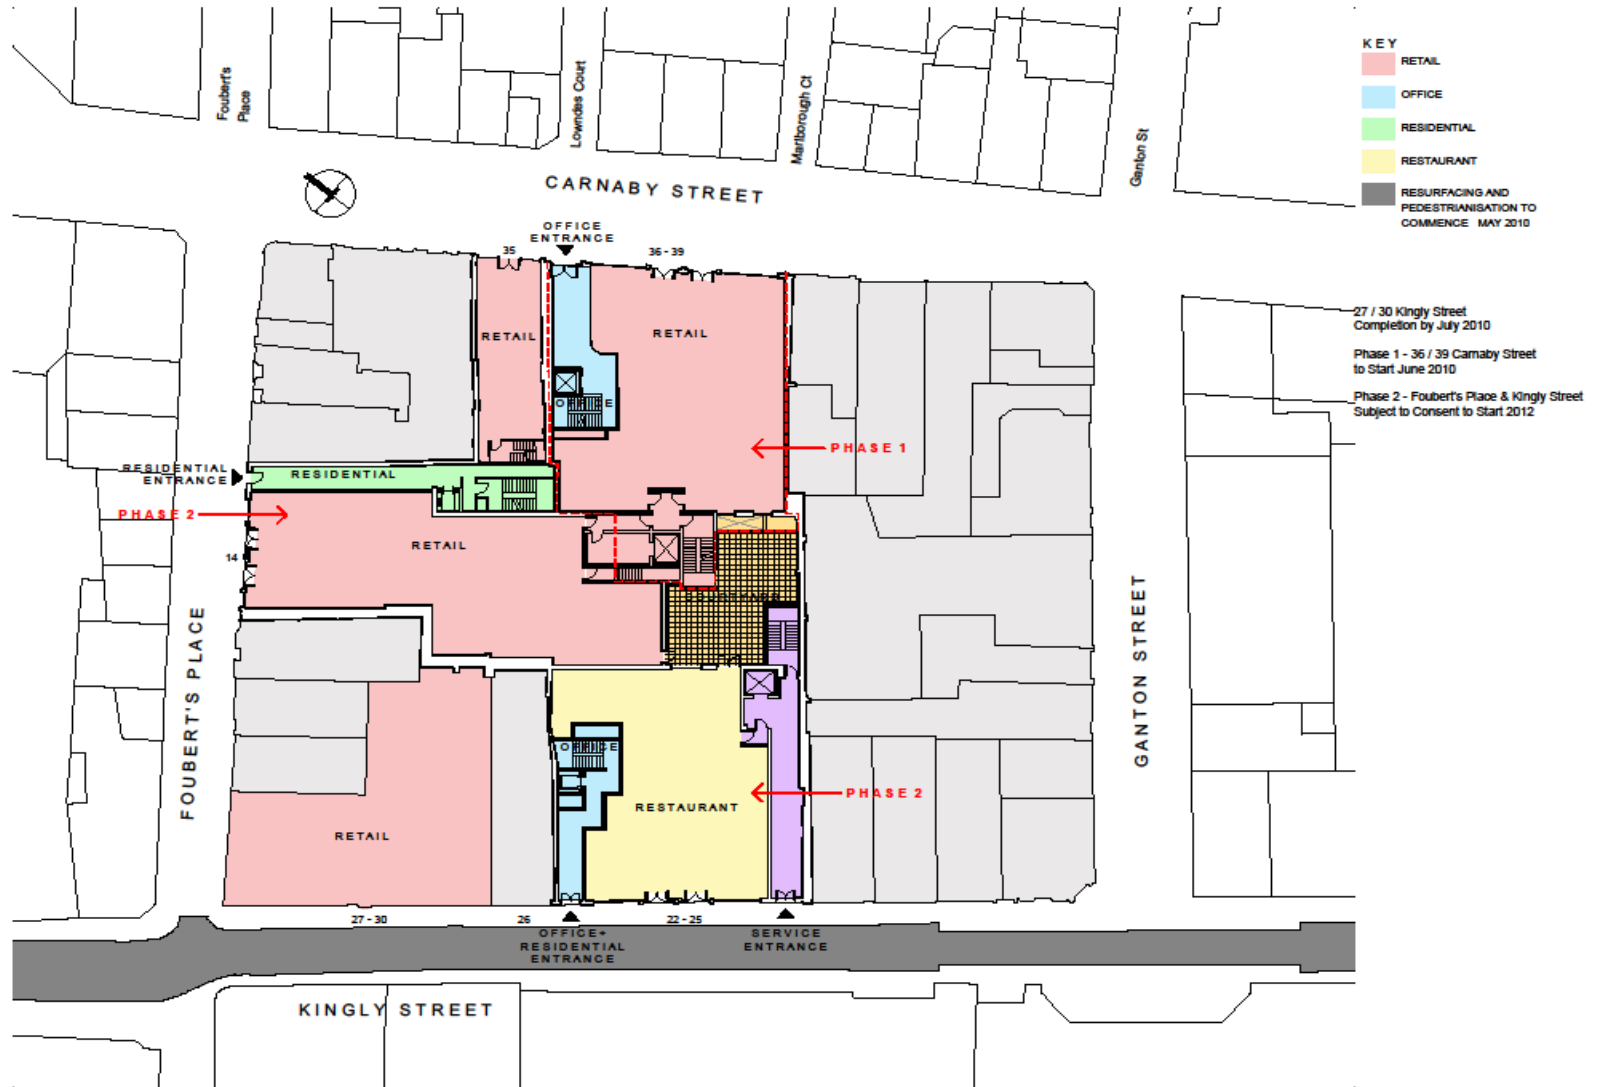 KEY
RETAIL
OFFICE
RESIDENTIAL
RESTAURANT
RESURFACING AND
PEDESTRIANISATION TO
COMMENCE MAY 2010
Foubert's
Place
Lowndes Court
Marlborough Ct
Ganton St
CARNABY STREET
OFFICE
ENTRANCE
35
36 - 39
27 / 30 Kingly Street
Completion by July 2010
Phase 1 - 36 / 39 Carnaby Street
to Start June 2010
Phase 2 - Foubert's Place & Kingly Street
Subject to Consent to Start 2012
RETAIL
RETAIL
OFFICE
PHASE 1
RESIDENTIAL
ENTRANCE
RESIDENTIAL
PHASE 2
RETAIL
14
COURTYARD
FOUBERT'S PLACE
GANTON STREET
OFFICE
RESTAURANT
PHASE 2
RETAIL
27 - 30
26
22 - 25
OFFICE+
RESIDENTIAL
ENTRANCE
SERVICE
ENTRANCE
KINGLY STREET